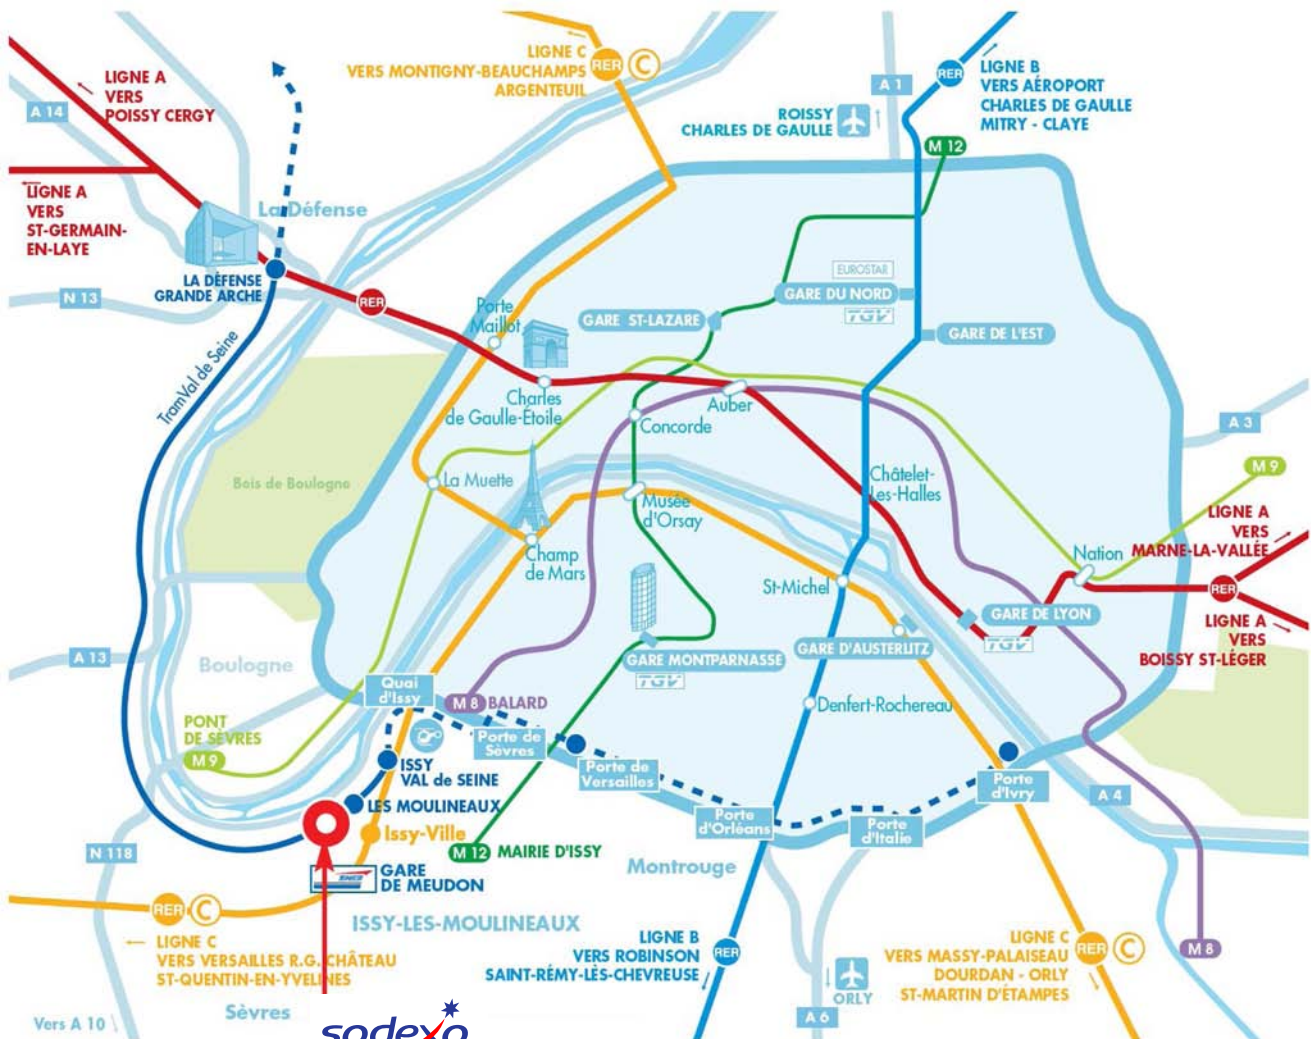 LIGNE C
VERS MONTIGNY-BEAUCHAMPS
ARGENTEUIL
RER
C
LIGNE A
VERS
POISSY CERGY
A 14
A 1
RER
LIGNE B
VERS AÉROPORT
CHARLES DE GAULLE
MITRY - CLAYE
ROISSY
CHARLES DE GAULLE
M 12
LIGNE A
VERS
ST-GERMAIN-
EN-LAYE
La Défense
LA DÉFENSE
GRANDE ARCHE
N 13
RER
EUROSTAR
GARE DU NORD
TGV
Porte
Maillot
GARE ST-LAZARE
GARE DE L'EST
TramVal de Seine
Charles
de Gaulle-Étoile
Auber
Concorde
A 3
Bois de Boulogne
La Muette
Châtelet-
Les-Halles
M 9
Musée
d'Orsay
LIGNE A
VERS
MARNE-LA-VALLÉE
Champ
de Mars
Nation
St-Michel
RER
GARE DE LYON
TGV
LIGNE A
VERS
BOISSY ST-LÉGER
A 13
Boulogne
GARE MONTPARNASSE
TGV
GARE D'AUSTERLITZ
Quai
d'Issy
M 8
BALARD
Denfert-Rochereau
PONT
DE SÈVRES
M 9
Porte de
Sèvres
ISSY
VAL de SEINE
Porte de
Versailles
Porte
d'Ivry
A 4
LES MOULINEAUX
Porte
d'Orléans
Porte
d'Italie
Issy-Ville
N 118
M 12
MAIRIE D'ISSY
Montrouge
SNCF
GARE
DE MEUDON
RER
C
ISSY-LES-MOULINEAUX
LIGNE C
VERS VERSAILLES R.G. CHÂTEAU
ST-QUENTIN-EN-YVELINES
LIGNE B
VERS ROBINSON
SAINT-RÉMY-LÈS-CHEVREUSE
RER
LIGNE C
VERS MASSY-PALAISEAU
DOURDAN - ORLY
ST-MARTIN D'ÉTAMPES
RER
C
M 8
ORLY
A 6
Sèvres
Vers A 10
sodexo